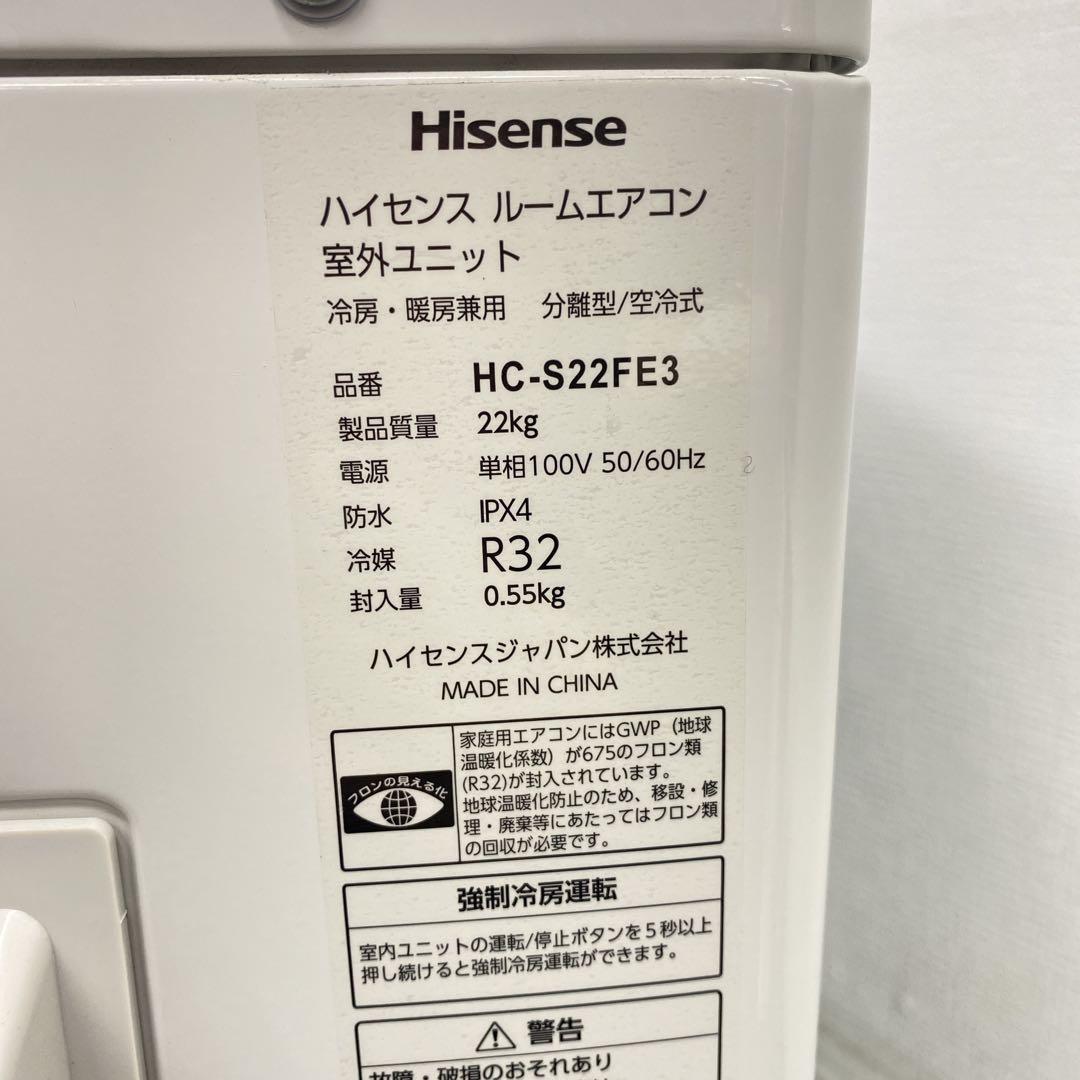 Hisense
ハイセンス ルームエアコン
室外ユニット
冷房・暖房兼用 分離型/空冷式
品番 HC-S22FE3
製品質量 22kg
電源 単相100V 50/60Hz
防水 IPX4
冷媒 R32
封入量 0.55kg
ハイセンスジャパン株式会社
MADE IN CHINA
フロンの見える化
家庭用エアコンにはGWP（地球
温暖化係数）が675のフロン類
(R32)が封入されています。
地球温暖化防止のため、移設・修
理・廃棄等にあたってはフロン類
の回収が必要です。
強制冷房運転
室内ユニットの運転/停止ボタンを5秒以上
押し続けると強制冷房運転ができます。
警告
故障・破損のおそれあり